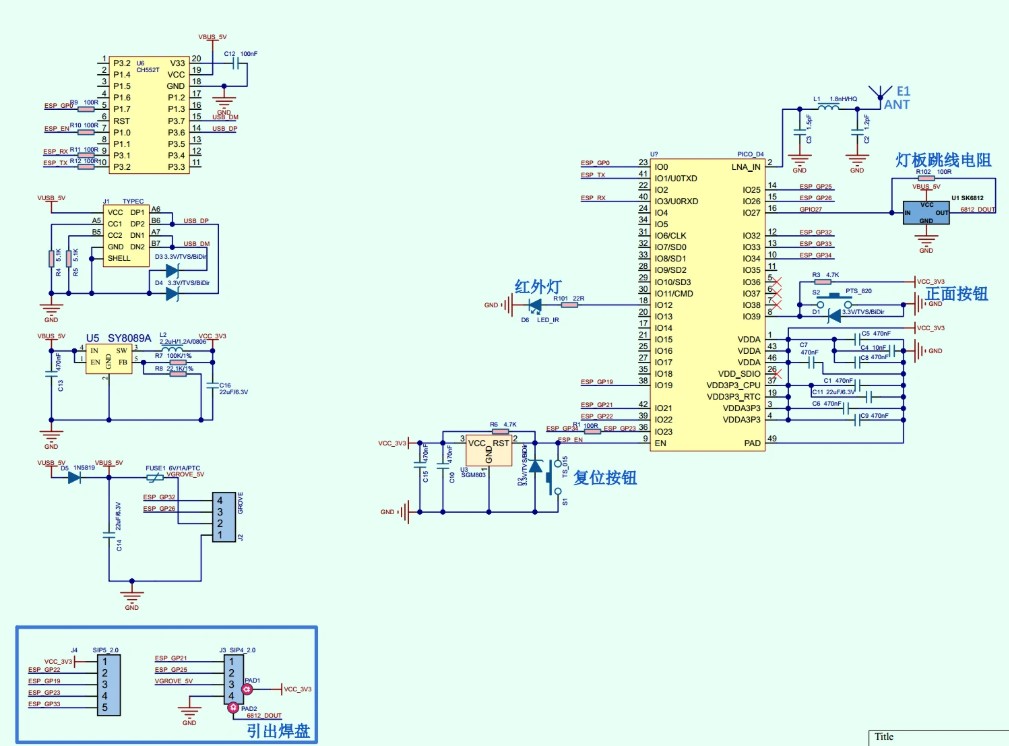 VBUS_5V
C12 100nF
U6
CH552T
1 P3.2 V33 20
2 P1.4 VCC 19
3 P1.5 GND 18
4 P1.6 P1.2 17
ESP_GP0 R9 100R 5 P1.7 P1.3 16
6 RST P3.7 15 USB_DM
ESP_EN R10 100R 7 P1.0 P3.6 14 USB_DP
8 P1.1 P3.5 13
ESP_RX R11 100R 9 P3.1 P3.4 12
ESP_TX R12 100R 10 P3.2 P3.3 11
GND
VUSB_5V
J1 TYPEC
VCC DP1 A6
A5 CC1 DP2 B6 USB_DP
B5 CC2 DN1 A7
GND DN2 B7 USB_DM
SHELL
R4 5.1K
R5 5.1K
D3 3.3V/TVS/BiDir
D4 3.3V/TVS/BiDir
GND
VBUS_5V
U5 SY8089A
L2
2.2uH/1.2A/0806
VCC_3V3
4 IN SW 3
1 EN FB 5
GND
2
R7 100K/1%
R8 22.1K/1%
C13 470nF
C16
22uF/6.3V
GND
VUSB_5V
D5 1N5819
VBUS_5V
FUSE1 6V/1A/PTC
VGROVE_5V
ESP_GP32
ESP_GP26
4
3
2
1
GROVE
J2
C14 22uF/6.3V
GND
J4 SIP5_2.0
VCC_3V3 1
ESP_GP22 2
ESP_GP19 3
ESP_GP23 4
ESP_GP33 5
J3 SIP4_2.0
ESP_GP21 1
ESP_GP25 2
VGROVE_5V 3
4
PAD1
VCC_3V3
PAD2
6812_DOUT
GND
引出焊盘
U? PICO_D4
ESP_GP0 23 IO0 LNA_IN 2
ESP_TX 41 IO1/U0TXD
22 IO2 IO25 14 ESP_GP25
ESP_RX 40 IO3/U0RXD IO26 15 ESP_GP26
24 IO4 IO27 16 GPIO27
34 IO5
31 IO6/CLK IO32 12 ESP_GP32
32 IO7/SD0 IO33 13 ESP_GP33
33 IO8/SD1 IO34 10 ESP_GP34
28 IO9/SD2 IO35 11
29 IO10/SD3 IO36 5
30 IO11/CMD IO37 6
18 IO12 IO38 7
20 IO13 IO39 8
17 IO14
21 IO15 VDDA 1
25 IO16 VDDA 43
27 IO17 VDDA 46
35 IO18 VDD_SDIO 26
ESP_GP19 38 IO19 VDD3P3_CPU 37
VDD3P3_RTC 19
ESP_GP21 42 IO21 VDDA3P3 3
ESP_GP22 39 IO22 VDDA3P3 4
ESP_GP34 R1 100R ESP_GP23 36 IO23
ESP_EN 9 EN PAD 49
红外灯
GND
D6 LED_IR
R101 22R
E1
ANT
L1 1.8nH/HQ
C3 1.5pF
C2 1.2pF
GND
GND
灯板跳线电阻
R102 100R
VBUS_5V
U1 SK6812
VCC
IN OUT
GND
6812_DOUT
GND
R3 4.7K
VCC_3V3
S2 PTS_820
D1 3.3V/TVS/BiDir
GND
正面按钮
VCC_3V3
C5 470nF
C7
470nF
C4 10nF
C8 470nF
GND
C1 470nF
C11 22uF/6.3V
C6 470nF
C9 470nF
VCC_3V3
R6 4.7K
3 VCC RST 2
GND
1
U3
SGM803
C15 470nF
C10 470nF
D2 3.3V/TVS/BiDir
S1
复位按钮
GND
Title